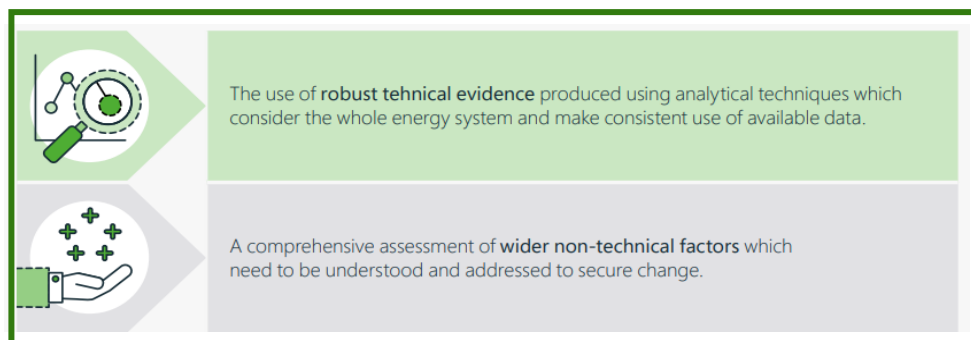 The use of robust tehnical evidence produced using analytical techniques which
consider the whole energy system and make consistent use of available data.
A comprehensive assessment of wider non-technical factors which
need to be understood and addressed to secure change.